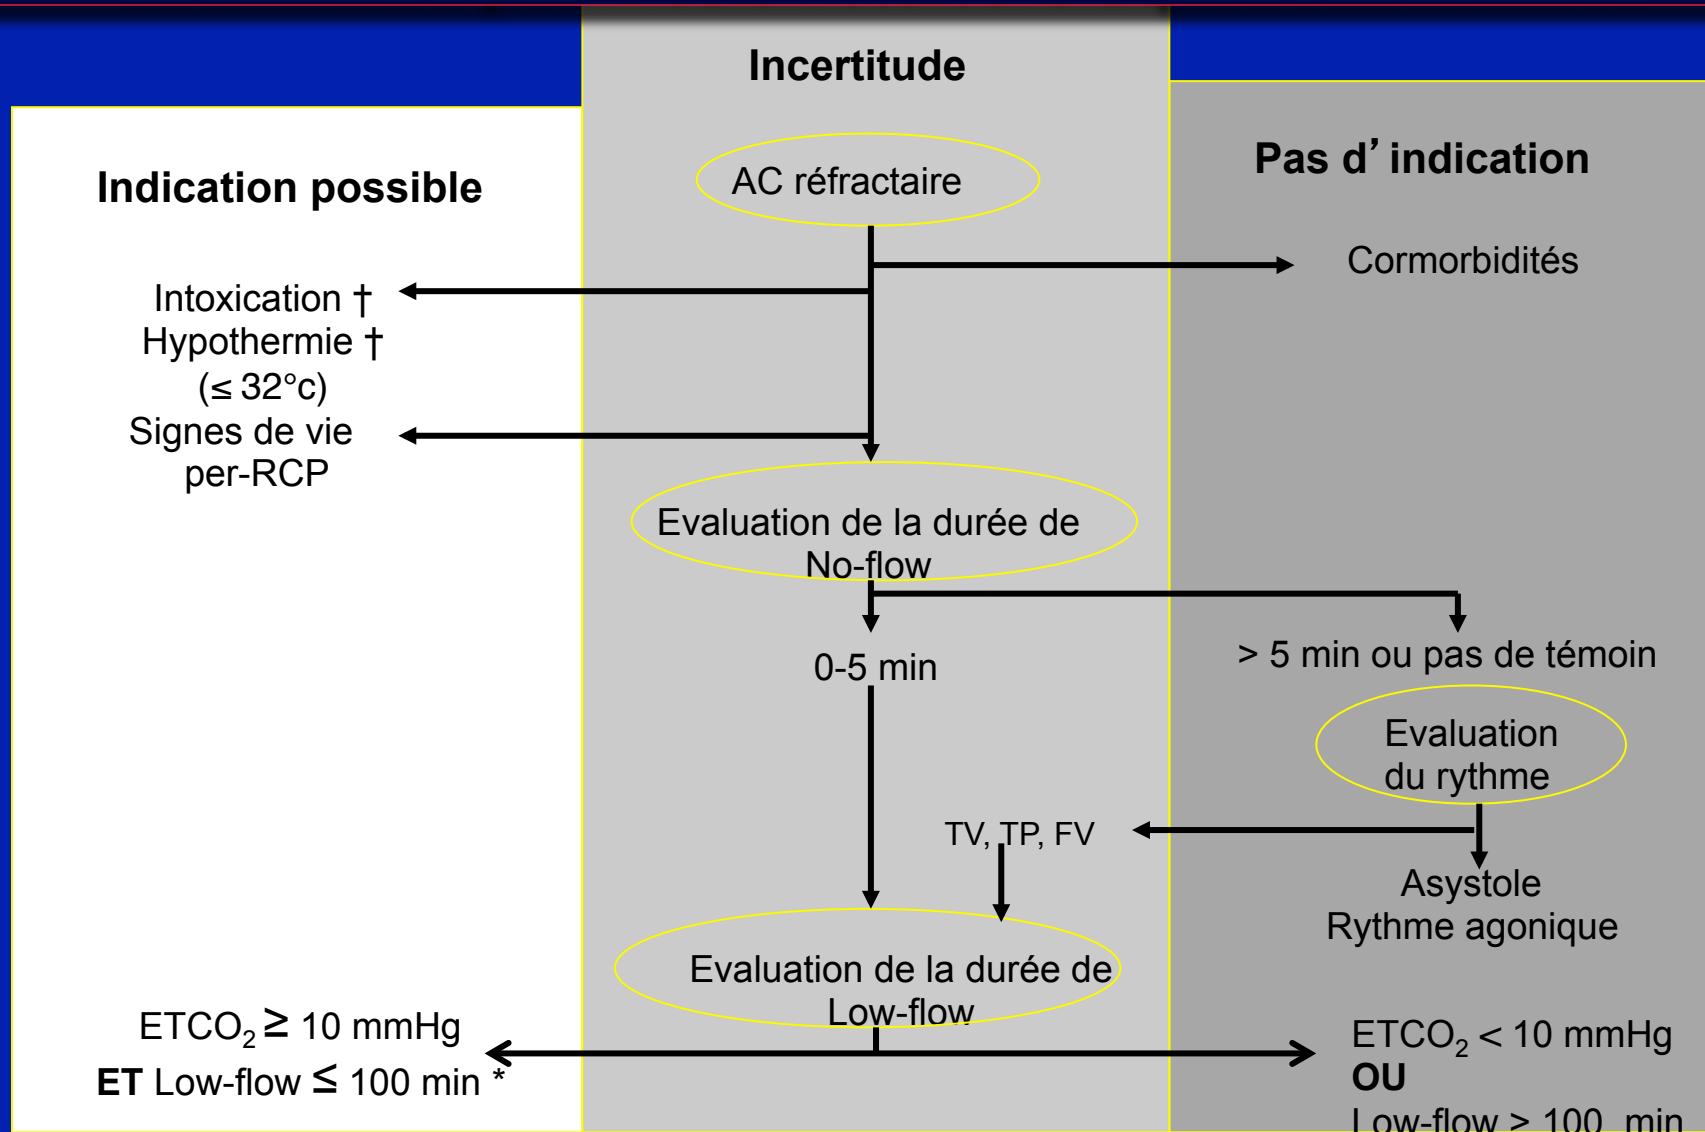 Incertitude
Indication possible
Pas d’indication
AC réfractaire
Cormorbidités
Intoxication †
Hypothermie †
(≤ 32°c)
Signes de vie
per-RCP
Evaluation de la durée de
No-flow
0-5 min
> 5 min ou pas de témoin
Evaluation
du rythme
TV, TP, FV
Asystole
Rythme agonique
Evaluation de la durée de
Low-flow
ETCO₂ ≥ 10 mmHg
ET Low-flow ≤ 100 min *
ETCO₂ < 10 mmHg
OU
Low-flow > 100 min